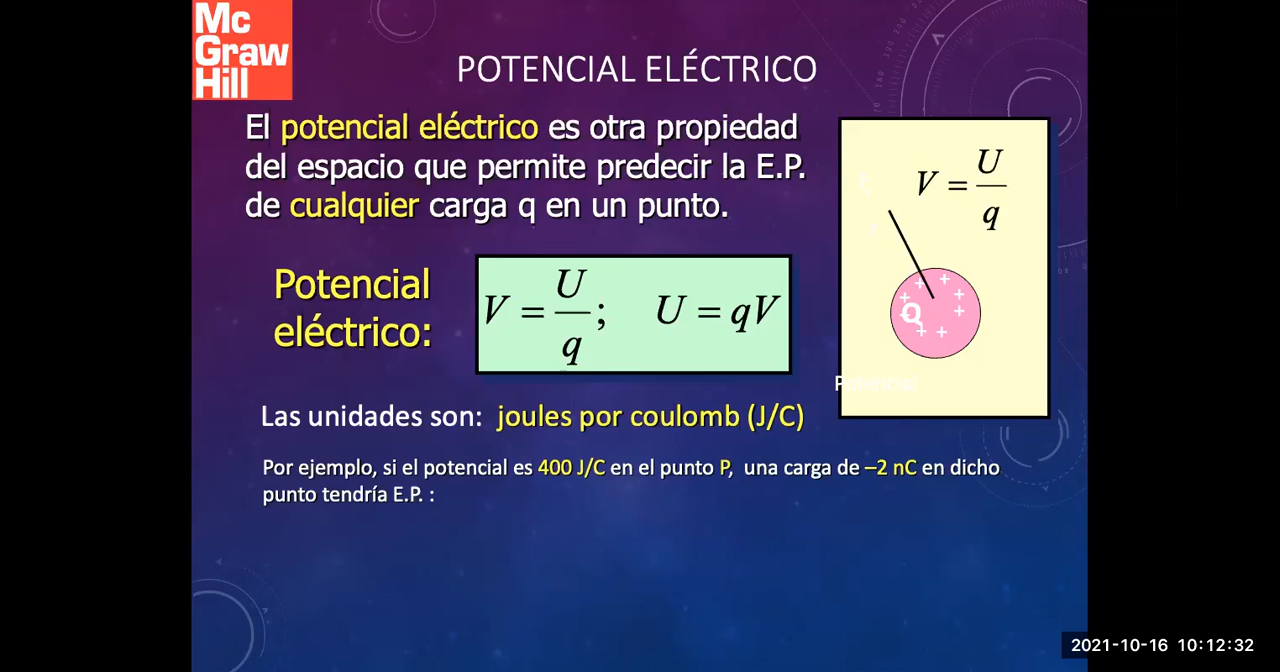 Mc
Graw
Hill
POTENCIAL ELÉCTRICO
El potencial eléctrico es otra propiedad
del espacio que permite predecir la E.P.
de cualquier carga q en un punto.
Potencial
eléctrico:
V = U/q; U = qV
V = U/q
Q
Potencial
Las unidades son: joules por coulomb (J/C)
Por ejemplo, si el potencial es 400 J/C en el punto P, una carga de –2 nC en dicho
punto tendría E.P. :
2021-10-16 10:12:32